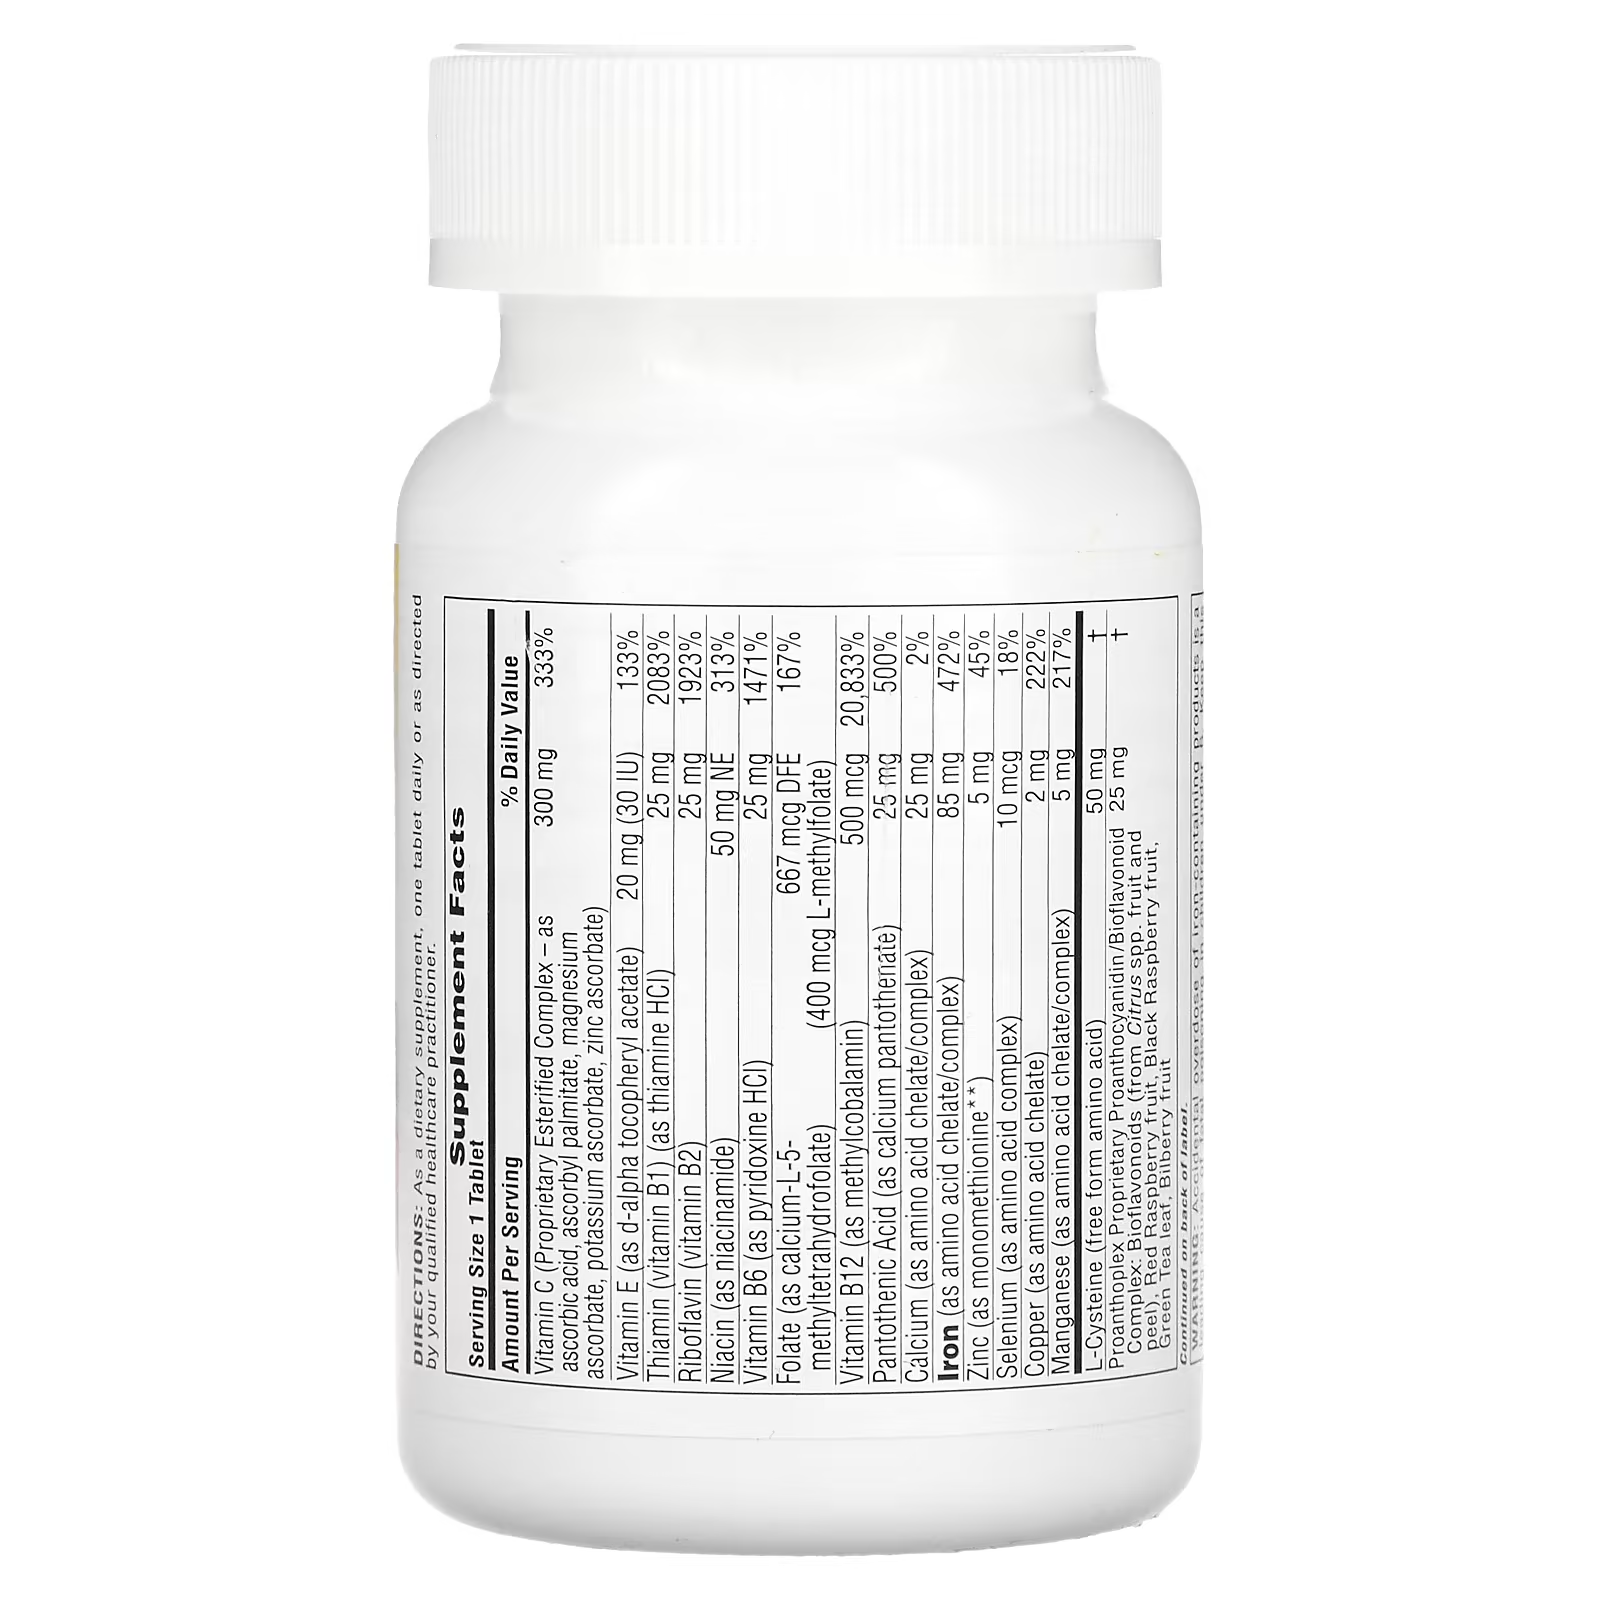 DIRECTIONS: As a dietary supplement, one tablet daily or as directed
by your qualified healthcare practitioner.
Supplement Facts
Serving Size 1 Tablet
Amount Per Serving % Daily Value
Vitamin C (Proprietary Esterified Complex – as 300 mg 333%
ascorbic acid, ascorbyl palmitate, magnesium
ascorbate, potassium ascorbate, zinc ascorbate)
Vitamin E (as d-alpha tocopheryl acetate) 20 mg (30 IU) 133%
Thiamin (vitamin B1) (as thiamine HCl) 25 mg 2083%
Riboflavin (vitamin B2) 25 mg 1923%
Niacin (as niacinamide) 50 mg NE 313%
Vitamin B6 (as pyridoxine HCl) 25 mg 1471%
Folate (as calcium-L-5- 667 mcg DFE 167%
methyltetrahydrofolate) (400 mcg L-methylfolate)
Vitamin B12 (as methylcobalamin) 500 mcg 20,833%
Pantothenic Acid (as calcium pantothenate) 25 mg 500%
Calcium (as amino acid chelate/complex) 25 mg 2%
Iron (as amino acid chelate/complex) 85 mg 472%
Zinc (as monomethionine**) 5 mg 45%
Selenium (as amino acid complex) 10 mcg 18%
Copper (as amino acid chelate) 2 mg 222%
Manganese (as amino acid chelate/complex) 5 mg 217%
L-Cysteine (free form amino acid) 50 mg †
Proanthoplex Proprietary Proanthocyanidin/Bioflavonoid 25 mg †
Complex: Bioflavonoids (from Citrus spp. fruit and
peel), Red Raspberry fruit, Black Raspberry fruit,
Green Tea leaf, Bilberry fruit
Continued on back of label.
WARNING: Accidental overdose of iron-containing products is a